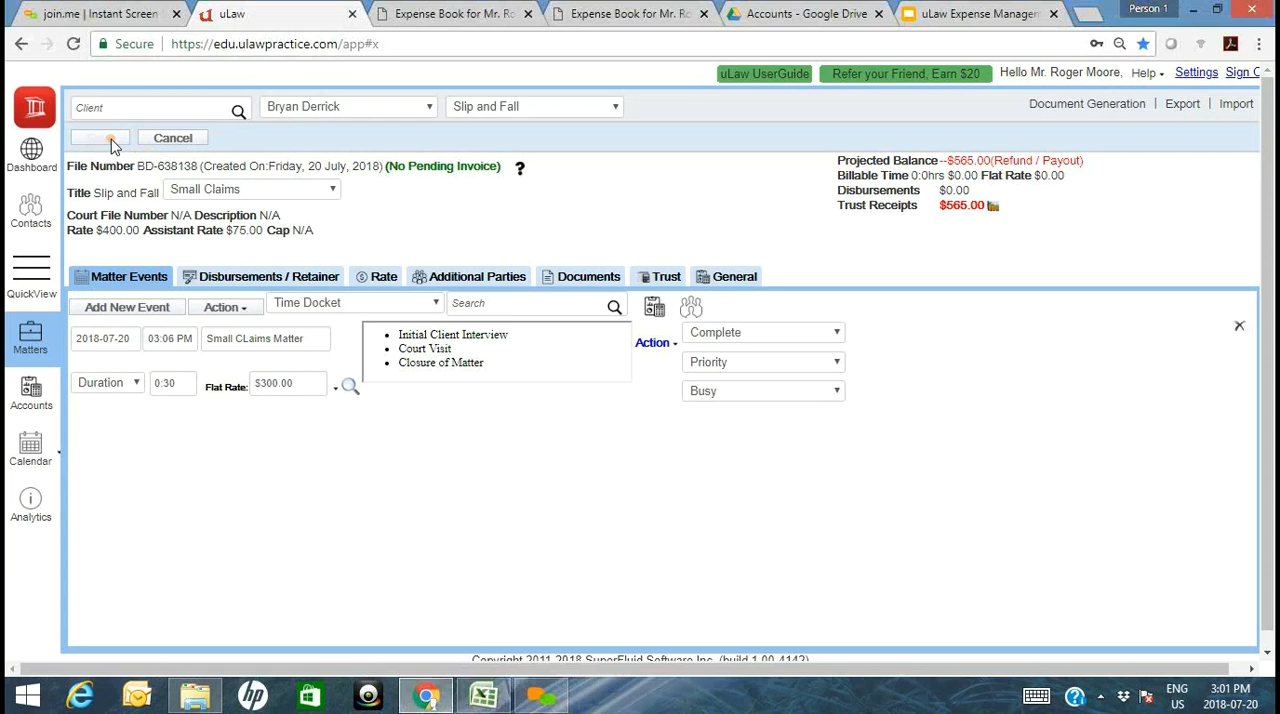 join.me | Instant Screen
uLaw
Expense Book for Mr. Ro
Expense Book for Mr. Ro
Accounts - Google Drive
uLaw Expense Manager
Person 1
Secure
https://edu.ulawpractice.com/app#x
uLaw UserGuide
Refer your Friend, Earn $20
Hello Mr. Roger Moore,
Help
Settings
Sign O
Client
Bryan Derrick
Slip and Fall
Document Generation | Export | Import
Cancel
File Number BD-638138 (Created On:Friday, 20 July, 2018) (No Pending Invoice) ?
Title Slip and Fall
Small Claims
Court File Number N/A Description N/A
Rate $400.00 Assistant Rate $75.00 Cap N/A
Projected Balance --$565.00(Refund / Payout)
Billable Time 0:0hrs $0.00 Flat Rate $0.00
Disbursements $0.00
Trust Receipts $565.00
Dashboard
Contacts
QuickView
Matters
Accounts
Calendar
Analytics
Matter Events
Disbursements / Retainer
Rate
Additional Parties
Documents
Trust
General
Add New Event
Action
Time Docket
Search
2018-07-20
03:06 PM
Small CLaims Matter
• Initial Client Interview
• Court Visit
• Closure of Matter
Action
Complete
Priority
Busy
Duration
0:30
Flat Rate:
$300.00
Copyright 2011-2018 SuperFluid Software Inc. (build 1.00.4142)
ENG
US
3:01 PM
2018-07-20